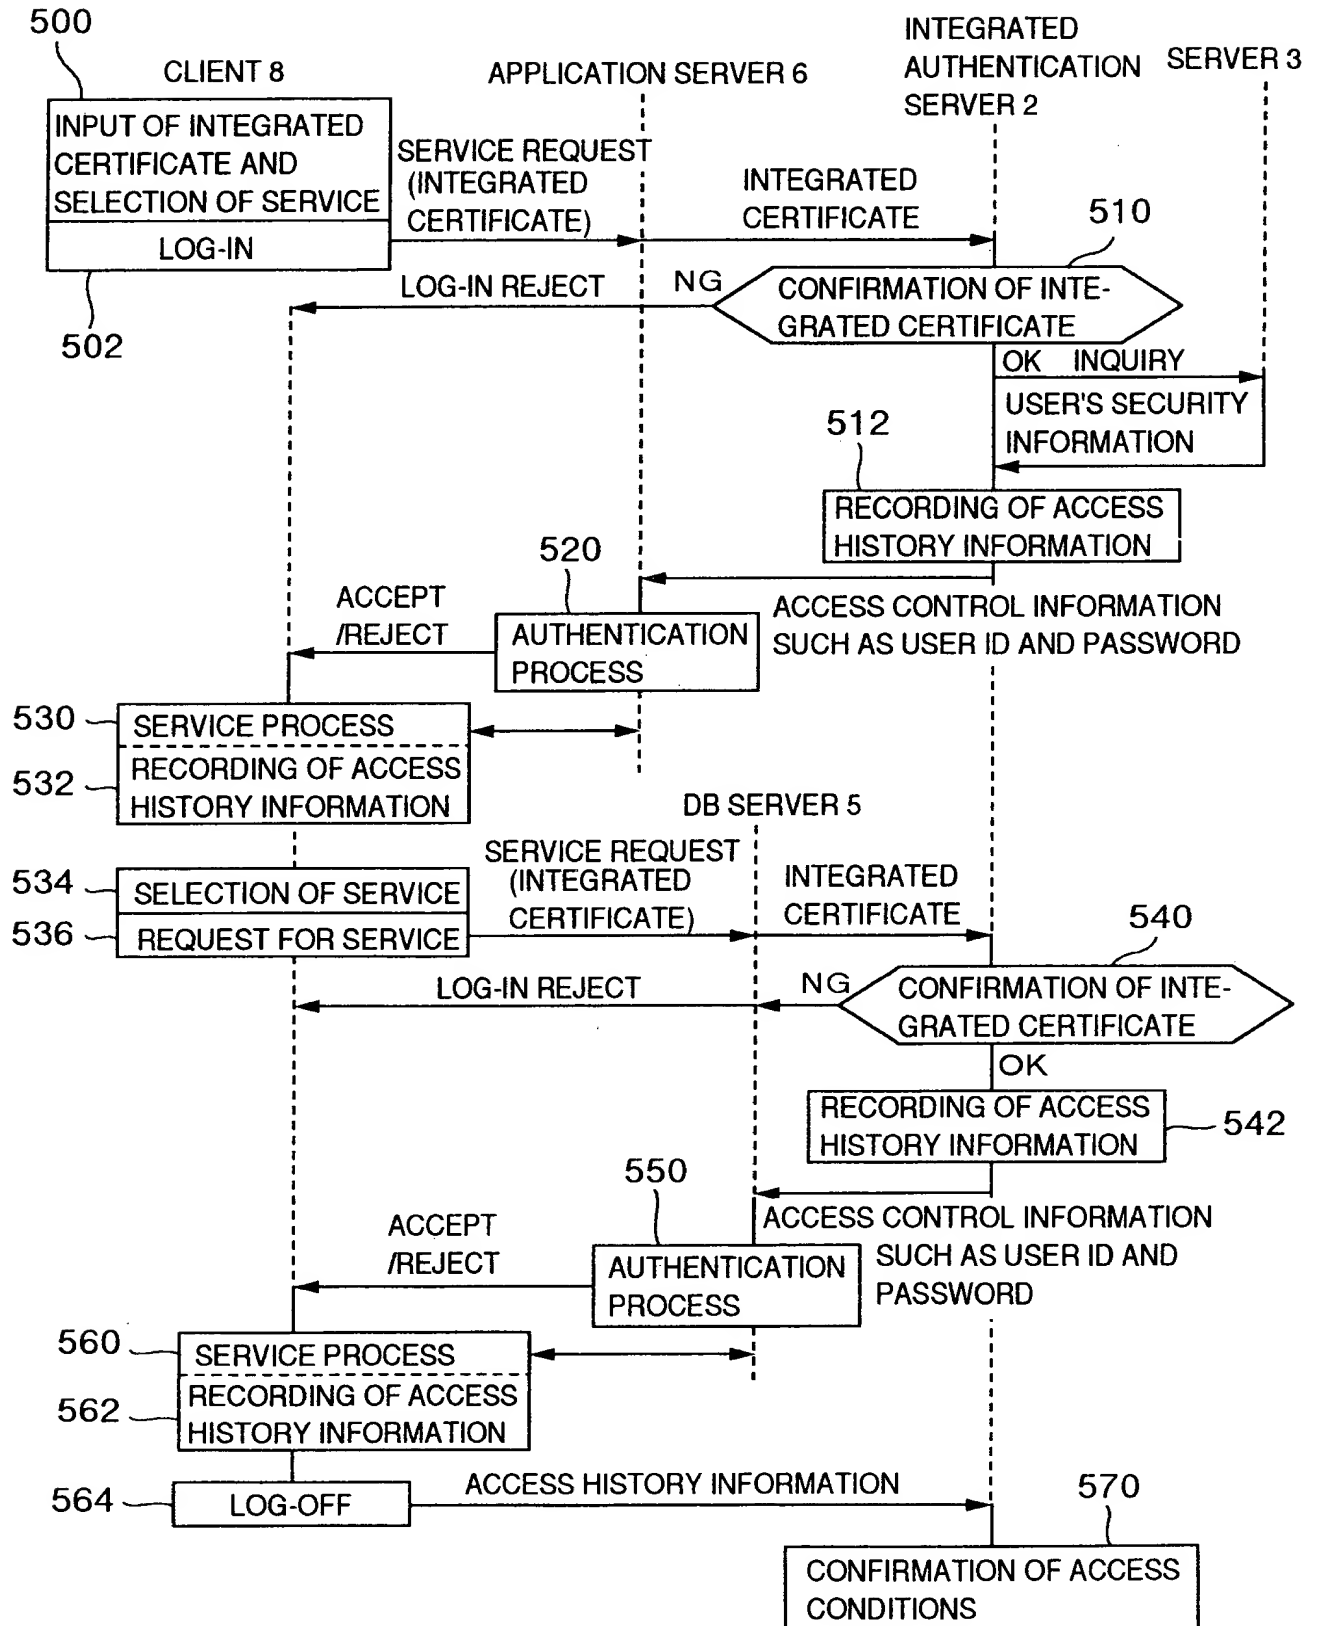 500
CLIENT 8
APPLICATION SERVER 6
INTEGRATED
AUTHENTICATION
SERVER 2
SERVER 3
INPUT OF INTEGRATED
CERTIFICATE AND
SELECTION OF SERVICE
LOG-IN
502
SERVICE REQUEST
(INTEGRATED
CERTIFICATE)
INTEGRATED
CERTIFICATE
510
LOG-IN REJECT
NG
CONFIRMATION OF INTE-
GRATED CERTIFICATE
OK INQUIRY
USER'S SECURITY
INFORMATION
512
RECORDING OF ACCESS
HISTORY INFORMATION
520
ACCEPT
/REJECT
AUTHENTICATION
PROCESS
ACCESS CONTROL INFORMATION
SUCH AS USER ID AND PASSWORD
530
SERVICE PROCESS
532
RECORDING OF ACCESS
HISTORY INFORMATION
DB SERVER 5
534
SELECTION OF SERVICE
536
REQUEST FOR SERVICE
SERVICE REQUEST
(INTEGRATED
CERTIFICATE)
INTEGRATED
CERTIFICATE
540
LOG-IN REJECT
NG
CONFIRMATION OF INTE-
GRATED CERTIFICATE
OK
RECORDING OF ACCESS
HISTORY INFORMATION
542
550
ACCEPT
/REJECT
AUTHENTICATION
PROCESS
ACCESS CONTROL INFORMATION
SUCH AS USER ID AND
PASSWORD
560
SERVICE PROCESS
562
RECORDING OF ACCESS
HISTORY INFORMATION
564
LOG-OFF
ACCESS HISTORY INFORMATION
570
CONFIRMATION OF ACCESS
CONDITIONS